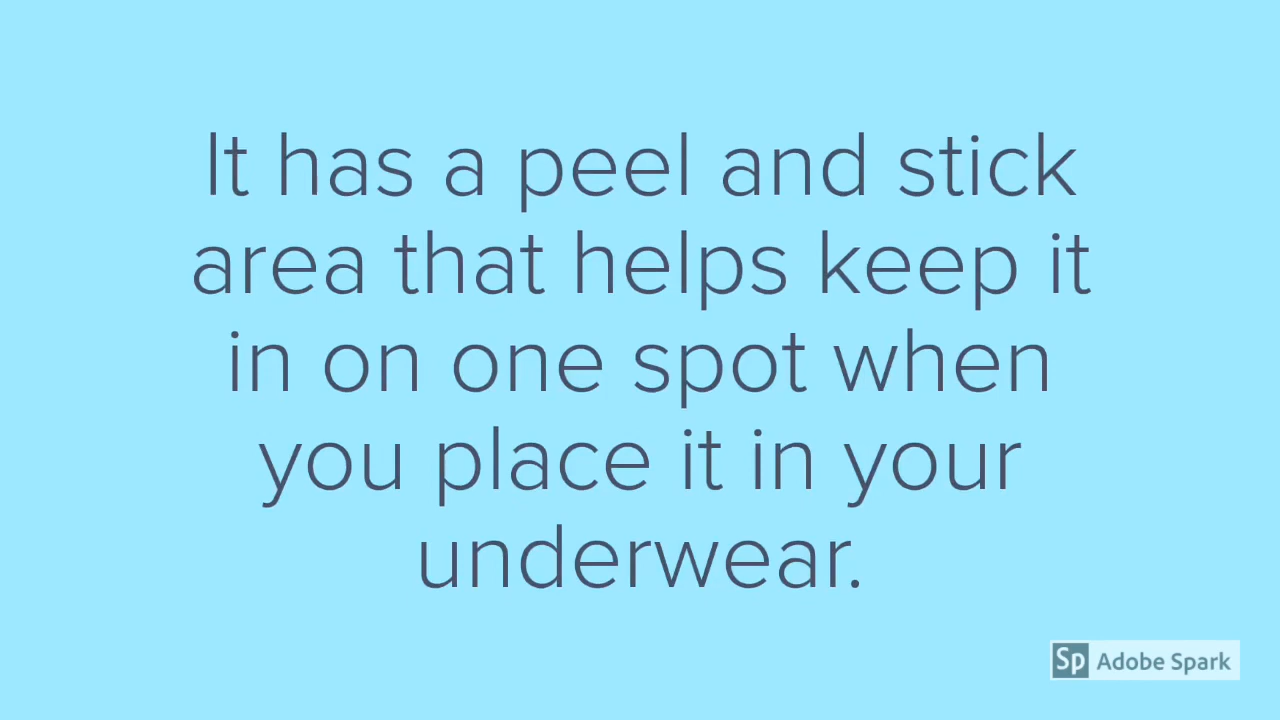 It has a peel and stick
area that helps keep it
in on one spot when
you place it in your
underwear.
Sp Adobe Spark